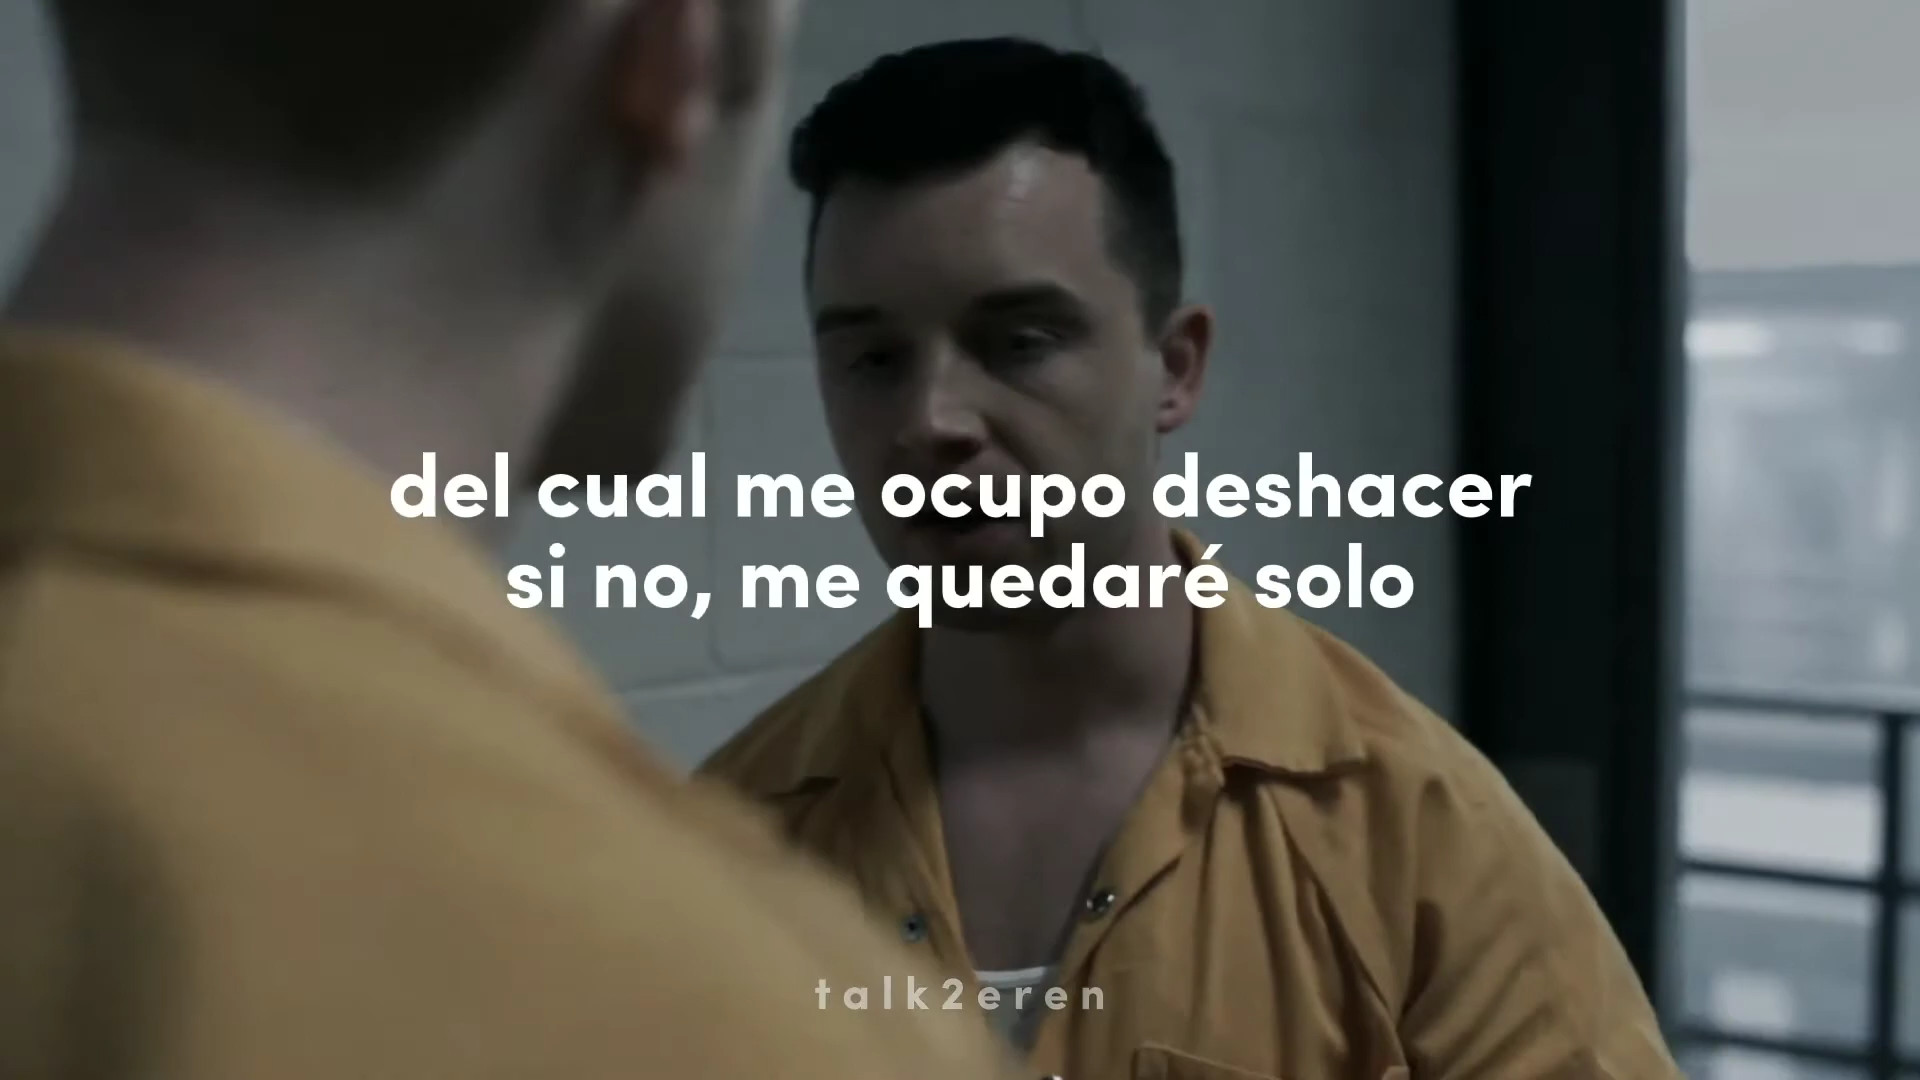 del cual me ocupo deshacer
si no, me quedaré solo
talk2eren